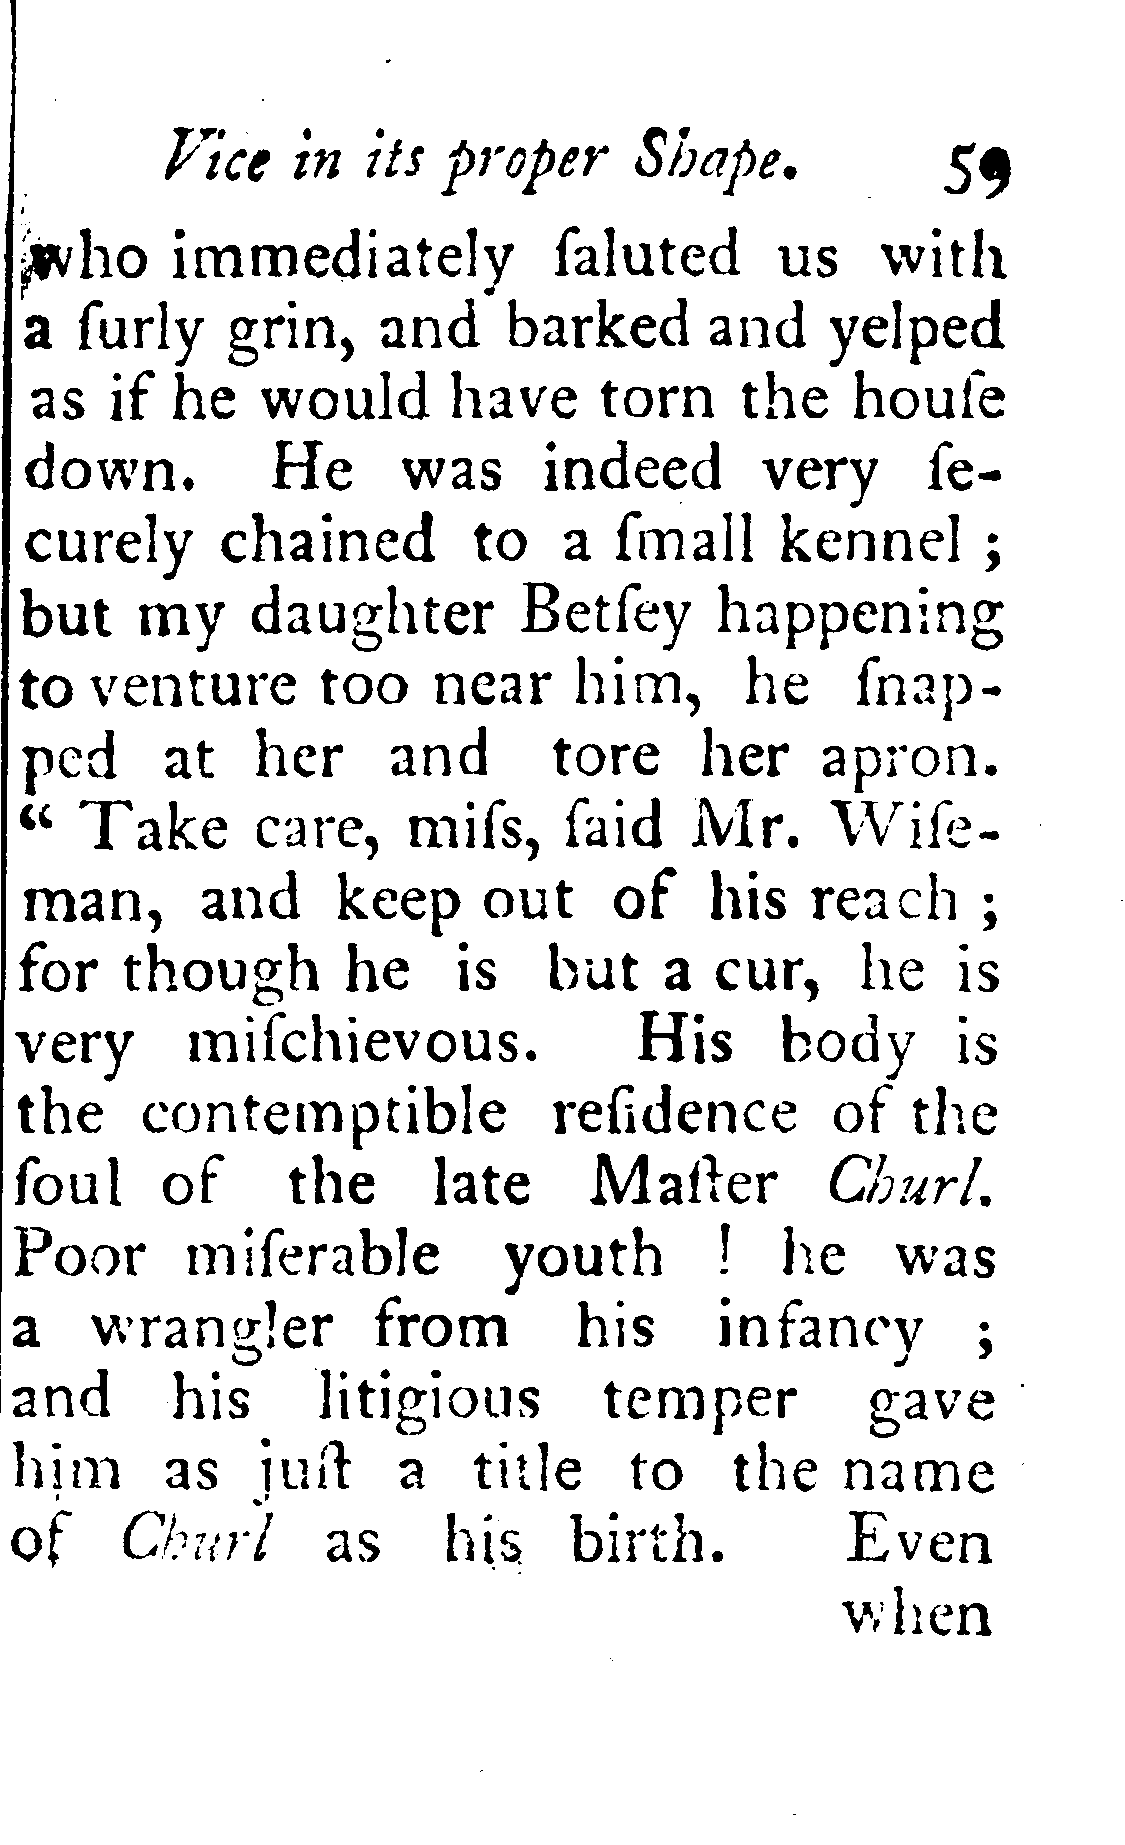 Vice in its proper Shape. 59
who immediately ſaluted us with
a ſurly grin, and barked and yelped
as if he would have torn the houſe
down. He was indeed very ſe-
curely chained to a ſmall kennel ;
but my daughter Betſey happening
to venture too near him, he ſnap-
ped at her and tore her apron.
“ Take care, miſs, ſaid Mr. Wiſe-
man, and keep out of his reach ;
for though he is but a cur, he is
very miſchievous. His body is
the contemptible reſidence of the
ſoul of the late Maſter Churl.
Poor miſerable youth ! he was
a wrangler from his infancy ;
and his litigious temper gave
him as juſt a title to the name
of Churl as his birth. Even
when